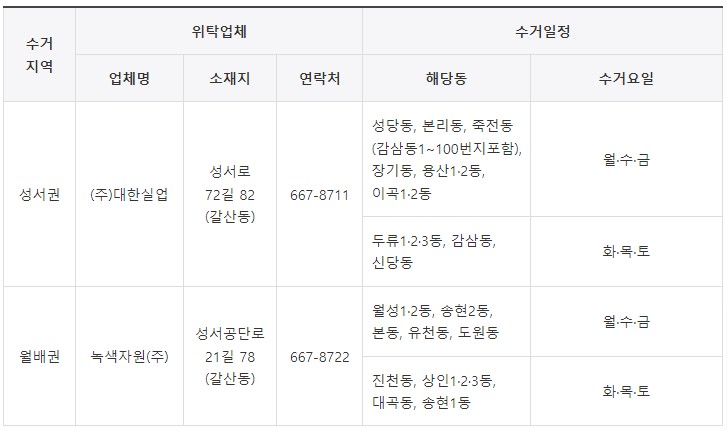 수거
지역
위탁업체
수거일정
업체명
소재지
연락처
해당동
수거요일
성서권
(주)대한실업
성서로
72길 82
(갈산동)
667-8711
성당동, 본리동, 죽전동
(감삼동1~100번지포함),
장기동, 용산1·2동,
이곡1·2동
월·수·금
두류1·2·3동, 감삼동,
신당동
화·목·토
월배권
녹색자원(주)
성서공단로
21길 78
(갈산동)
667-8722
월성1·2동, 송현2동,
본동, 유천동, 도원동
월·수·금
진천동, 상인1·2·3동,
대곡동, 송현1동
화·목·토